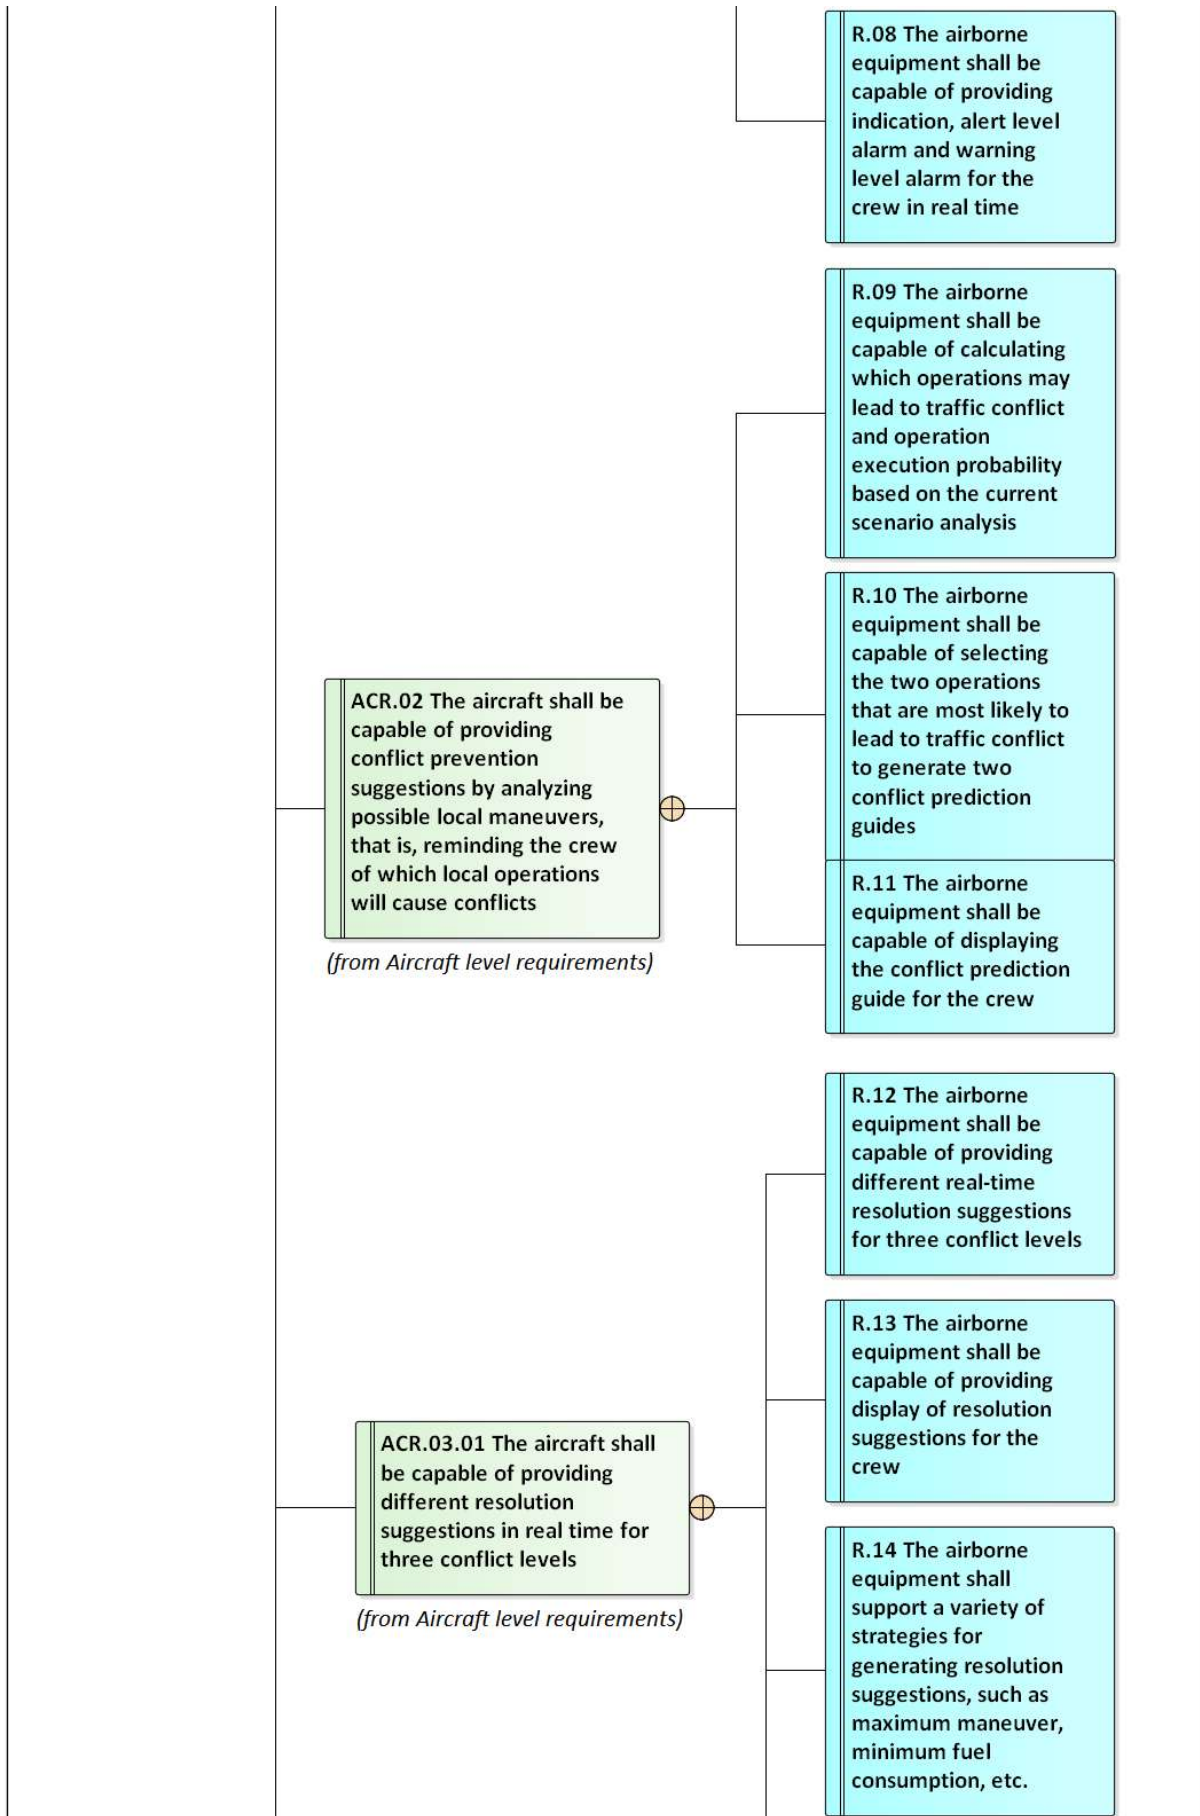 R.08 The airborne
equipment shall be
capable of providing
indication, alert level
alarm and warning
level alarm for the
crew in real time
R.09 The airborne
equipment shall be
capable of calculating
which operations may
lead to traffic conflict
and operation
execution probability
based on the current
scenario analysis
R.10 The airborne
equipment shall be
capable of selecting
the two operations
that are most likely to
lead to traffic conflict
to generate two
conflict prediction
guides
ACR.02 The aircraft shall be
capable of providing
conflict prevention
suggestions by analyzing
possible local maneuvers,
that is, reminding the crew
of which local operations
will cause conflicts
(from Aircraft level requirements)
R.11 The airborne
equipment shall be
capable of displaying
the conflict prediction
guide for the crew
R.12 The airborne
equipment shall be
capable of providing
different real-time
resolution suggestions
for three conflict levels
R.13 The airborne
equipment shall be
capable of providing
display of resolution
suggestions for the
crew
ACR.03.01 The aircraft shall
be capable of providing
different resolution
suggestions in real time for
three conflict levels
(from Aircraft level requirements)
R.14 The airborne
equipment shall
support a variety of
strategies for
generating resolution
suggestions, such as
maximum maneuver,
minimum fuel
consumption, etc.